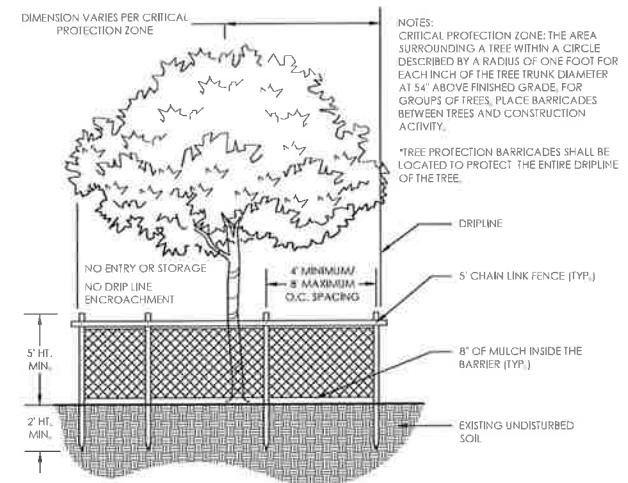 DIMENSION VARIES PER CRITICAL
PROTECTION ZONE
NOTES:
CRITICAL PROTECTION ZONE: THE AREA
SURROUNDING A TREE WITHIN A CIRCLE
DESCRIBED BY A RADIUS OF ONE FOOT FOR
EACH INCH OF THE TREE TRUNK DIAMETER
AT 54" ABOVE FINISHED GRADE. FOR
GROUPS OF TREES, PLACE BARRICADES
BETWEEN TREES AND CONSTRUCTION
ACTIVITY.
*TREE PROTECTION BARRICADES SHALL BE
LOCATED TO PROTECT THE ENTIRE DRIPLINE
OF THE TREE.
DRIPLINE
NO ENTRY OR STORAGE
NO DRIP LINE
ENCROACHMENT
4' MINIMUM/
8' MAXIMUM
O.C. SPACING
5' CHAIN LINK FENCE (TYP.)
5' HT.
MIN.
8" OF MULCH INSIDE THE
BARRIER (TYP.)
2' HT.
MIN.
EXISTING UNDISTURBED
SOIL